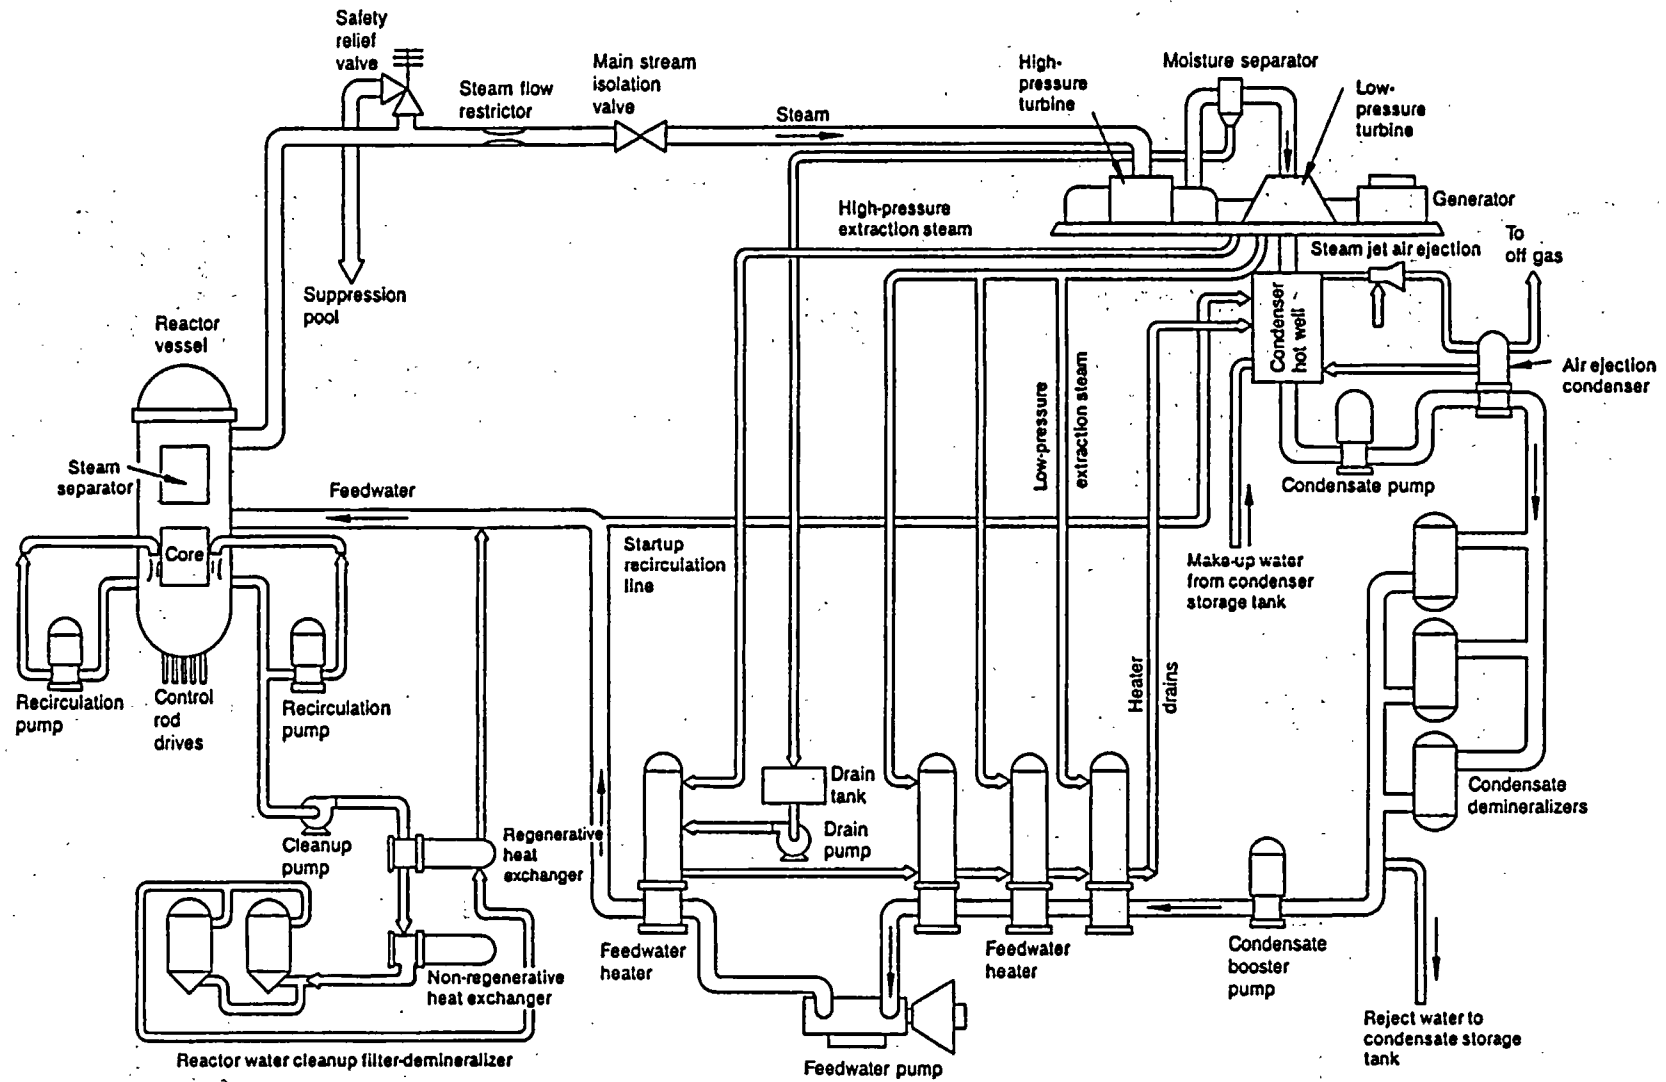 Safety
relief
valve
Steam flow
restrictor
Main stream
isolation
valve
Steam
High-
pressure
turbine
Moisture separator
Low-
pressure
turbine
Generator
High-pressure
extraction steam
Steam jet air ejection
To
off gas
Suppression
pool
Reactor
vessel
Condenser
hot well
Air ejection
condenser
Low-pressure
extraction steam
Steam
separator
Feedwater
Condensate pump
Core
Startup
recirculation
line
Make-up water
from condenser
storage tank
Heater
drains
Recirculation
pump
Control
rod
drives
Recirculation
pump
Drain
tank
Condensate
demineralizers
Cleanup
pump
Regenerative
heat
exchanger
Drain
pump
Feedwater
heater
Feedwater
heater
Condensate
booster
pump
Non-regenerative
heat exchanger
Reject water to
condensate storage
tank
Reactor water cleanup filter-demineralizer
Feedwater pump